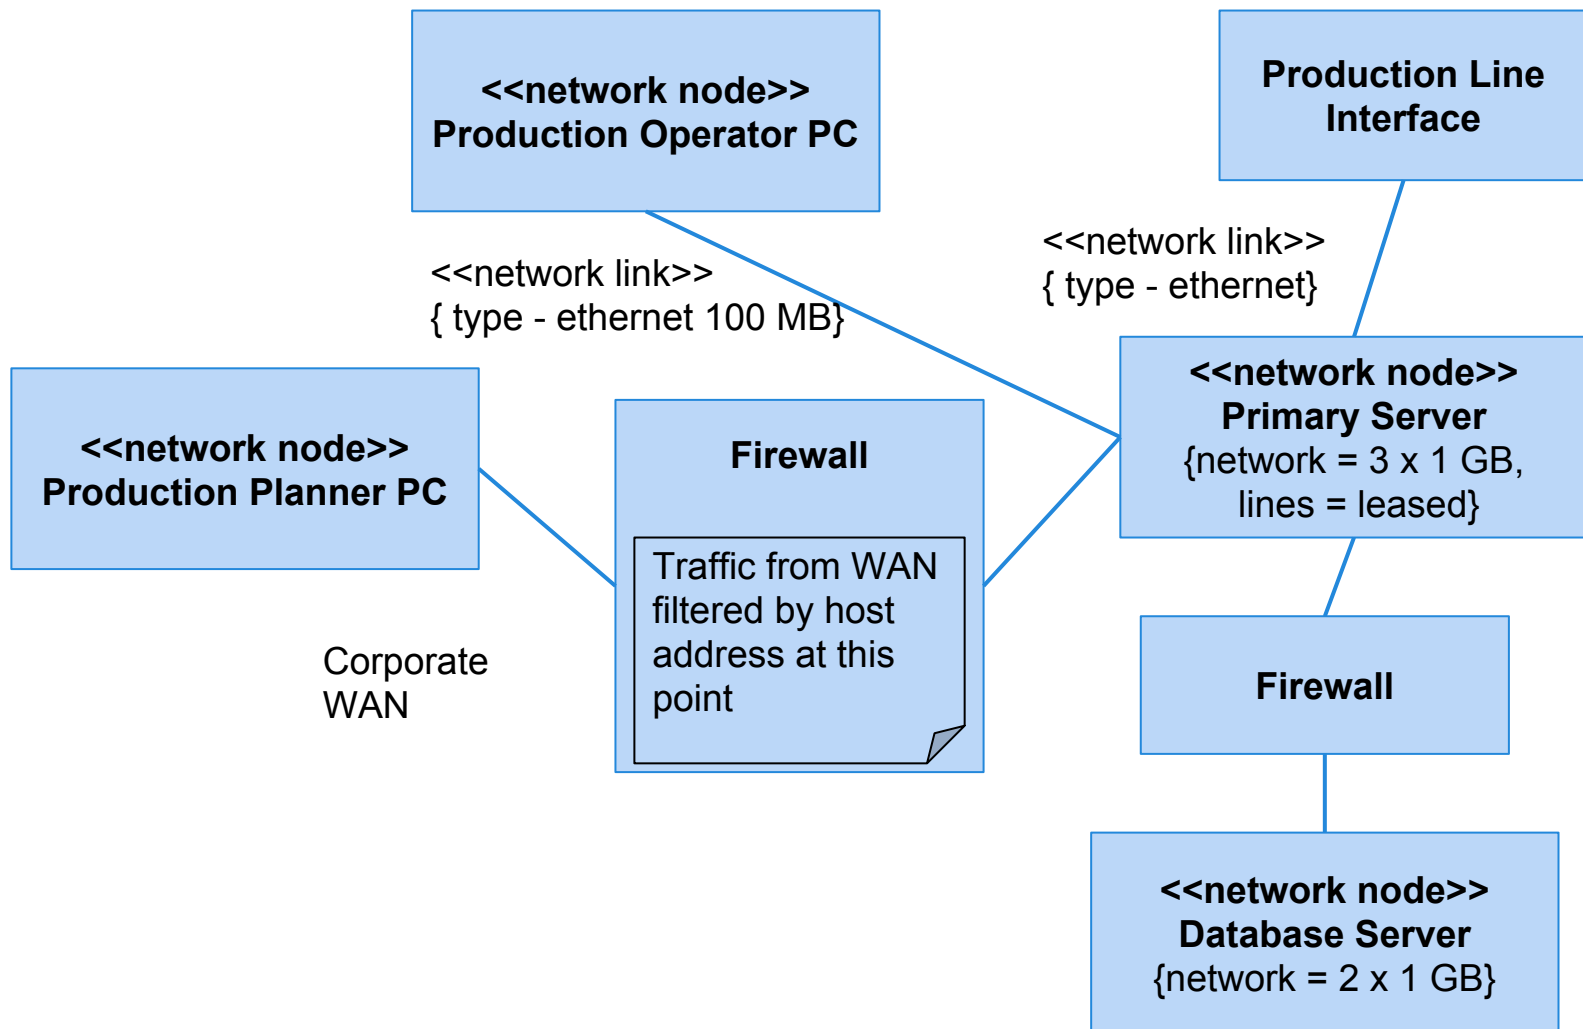 <<network node>>
Production Operator PC
Production Line
Interface
<<network link>>
{ type - ethernet}
<<network link>>
{ type - ethernet 100 MB}
<<network node>>
Primary Server
{network = 3 x 1 GB,
lines = leased}
<<network node>>
Production Planner PC
Firewall
Traffic from WAN
filtered by host
address at this
point
Corporate
WAN
Firewall
<<network node>>
Database Server
{network = 2 x 1 GB}